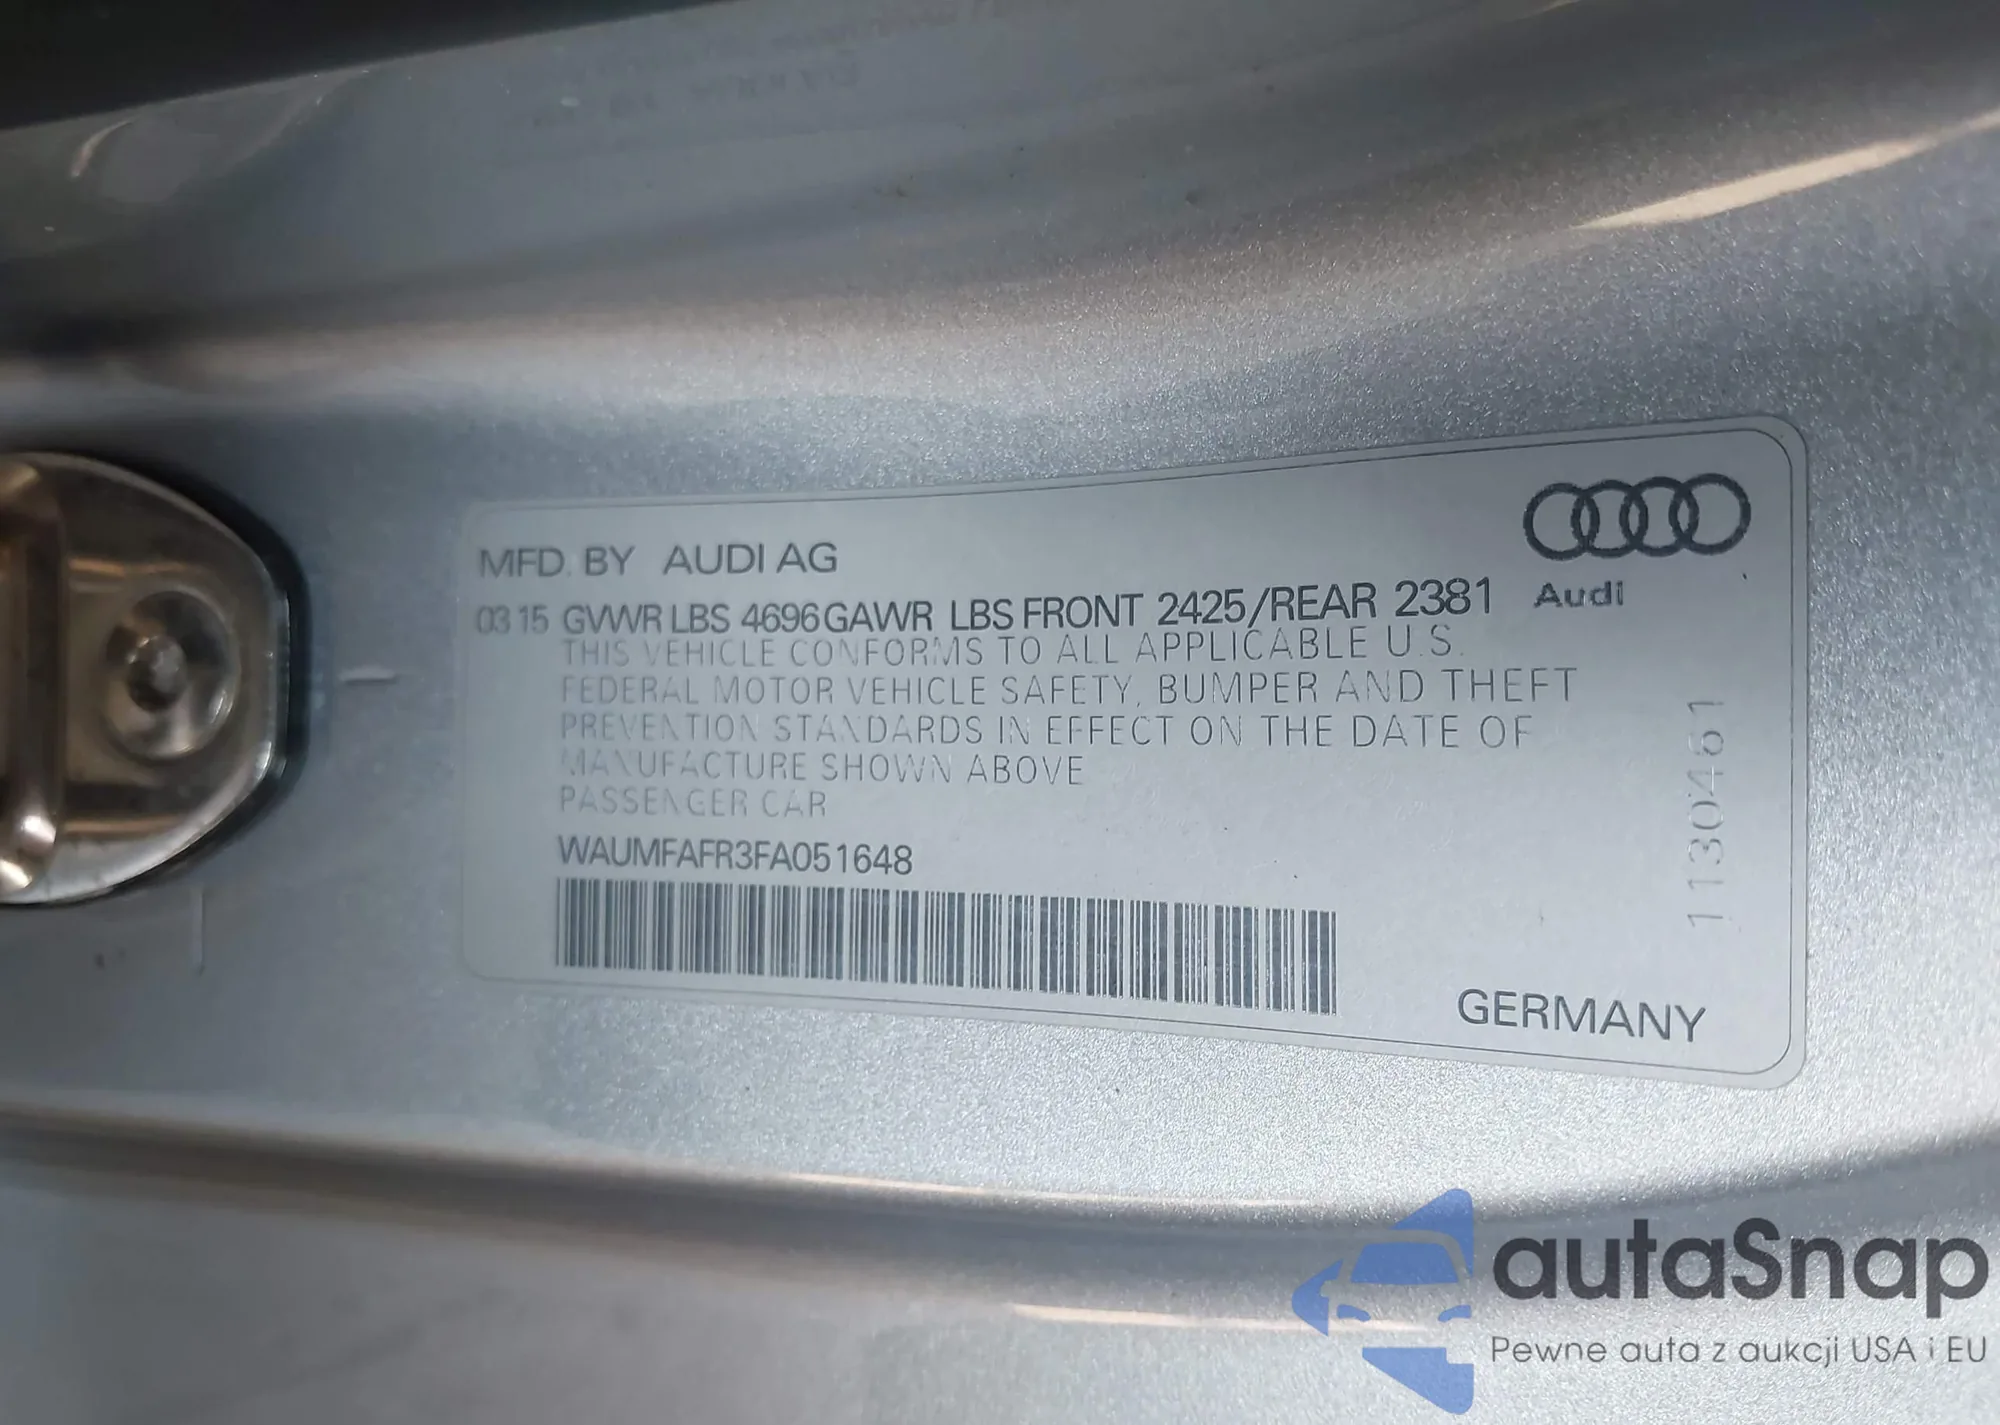 MFD. BY AUDI AG
Audi
03 15 GVWR LBS 4696 GAWR LBS FRONT 2425/REAR 2381
THIS VEHICLE CONFORMS TO ALL APPLICABLE U.S.
FEDERAL MOTOR VEHICLE SAFETY, BUMPER AND THEFT
PREVENTION STANDARDS IN EFFECT ON THE DATE OF
MANUFACTURE SHOWN ABOVE
PASSENGER CAR
WAUMFAFR3FA051648
1130461
GERMANY
autaSnap
Pewne auta z aukcji USA i EU